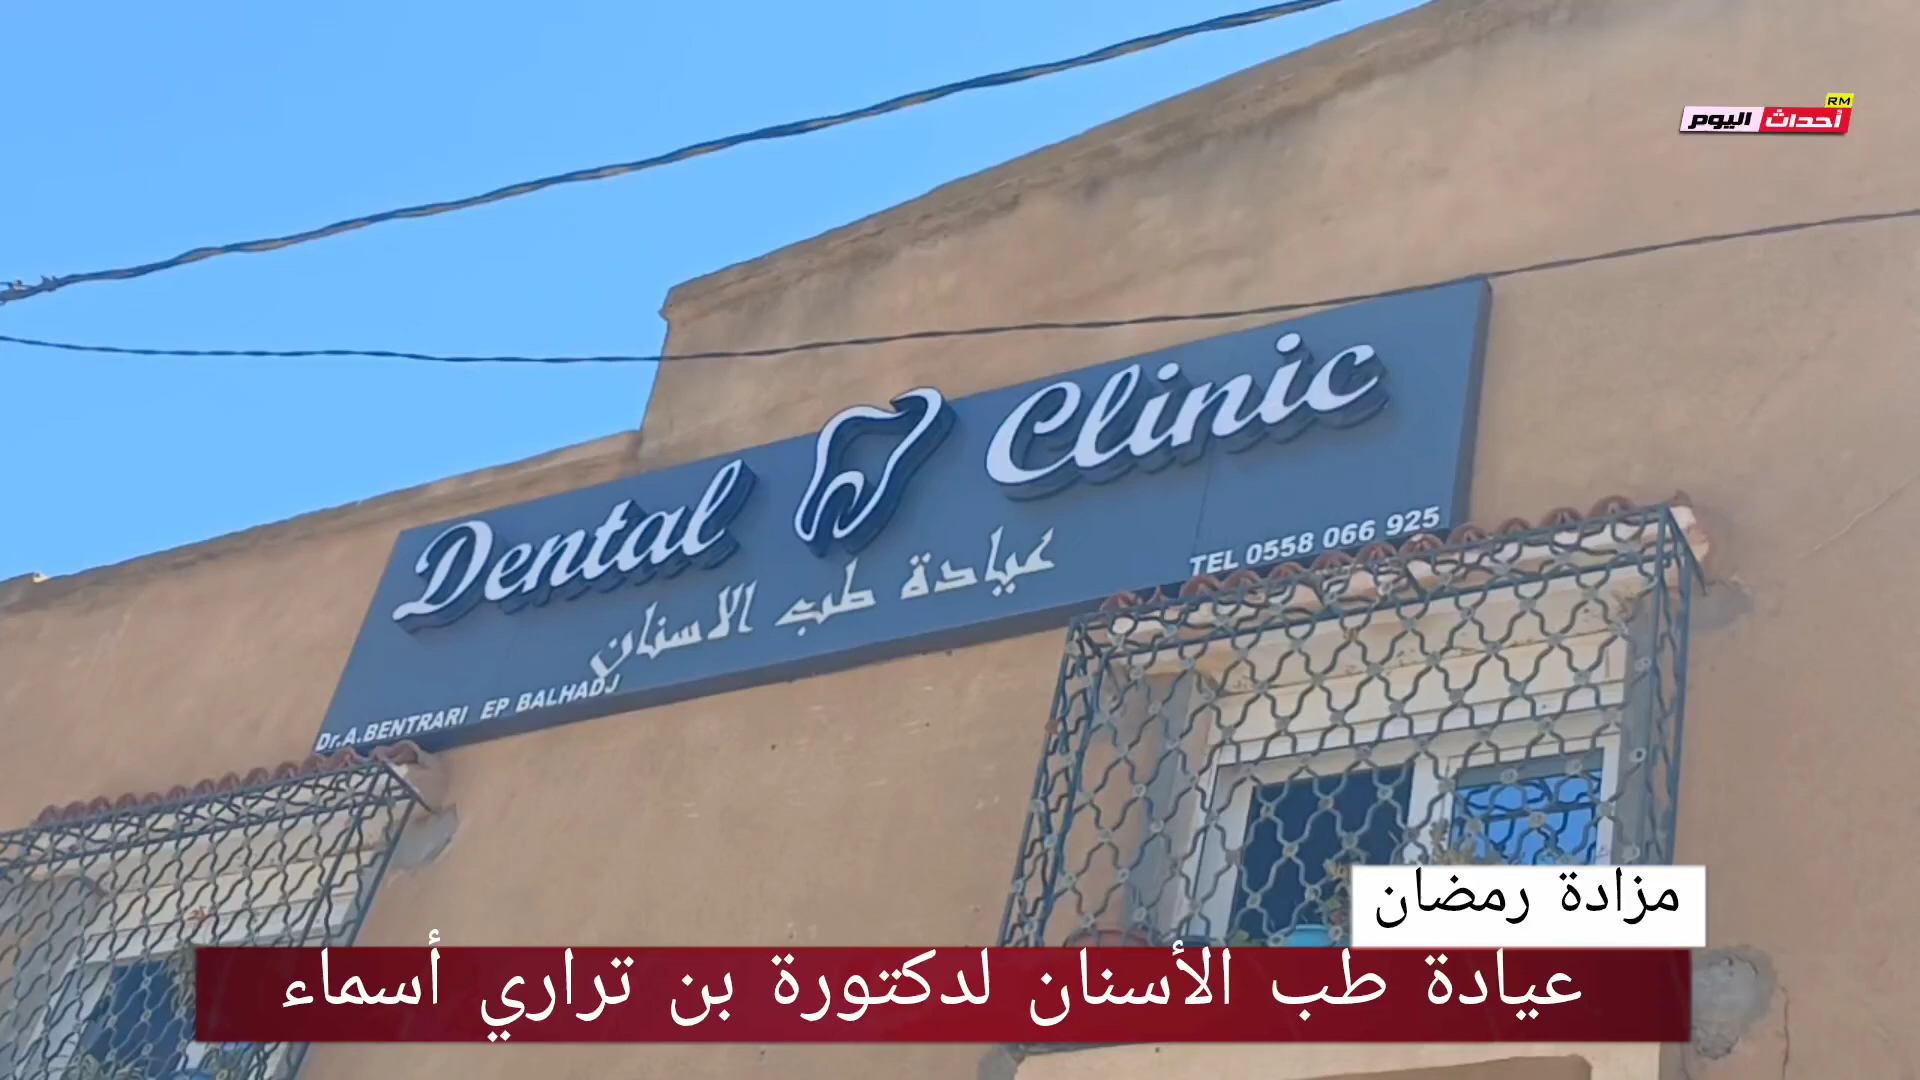 RM
أحداث اليوم
Dental Clinic
عيادة طب الاسنان
TEL 0558 066 925
Dr.A.BENTRARI EP BALHADJ
مزادة رمضان
عيادة طب الأسنان لدكتورة بن تراري أسماء